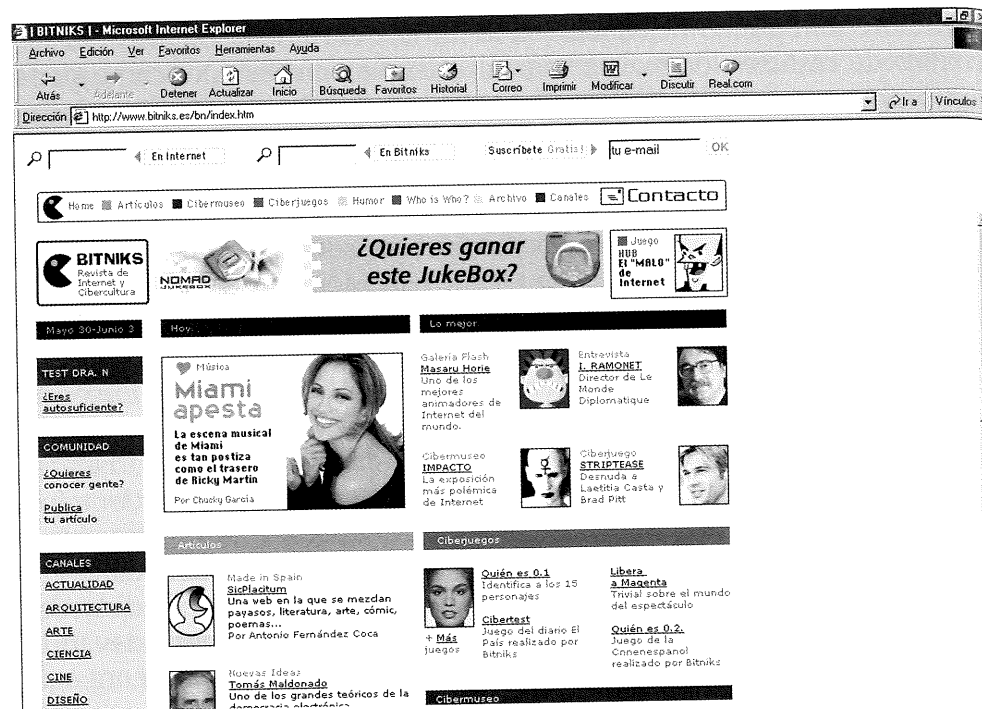 | BITNIKS | - Microsoft Internet Explorer
Archivo Edición Ver Favoritos Herramientas Ayuda
Atrás Adelante Detener Actualizar Inicio Búsqueda Favoritos Historial Correo Imprimir Modificar Discutir Real.com
Dirección http://www.bitniks.es/bn/index.htm Ir a Vínculos
En Internet En Bitniks Suscríbete Gratis! tu e-mail OK
Home Artículos Cibermuseo Ciberjuegos Humor Who is Who? Archivo Canales Contacto
BITNIKS
Revista de
Internet y
Cibercultura
NOMAD
JUKEBOX
¿Quieres ganar
este JukeBox?
Juego
HUB
El "MALO"
de
Internet
Mayo 30-Junio 3
TEST DRA. N
¿Eres
autosuficiente?
COMUNIDAD
¿Quieres
conocer gente?
Publica
tu artículo
CANALES
ACTUALIDAD
ARQUITECTURA
ARTE
CIENCIA
CINE
DISEÑO
Hoy
Música
Miami
apesta
La escena musical
de Miami
es tan postiza
como el trasero
de Ricky Martin
Por Chucky García
Lo mejor
Galería Flash
Masaru Horie
Uno de los
mejores
animadores de
Internet del
mundo.
Entrevista
I. RAMONET
Director de Le
Monde
Diplomatique
Cibermuseo
IMPACTO
La exposición
más polémica
de Internet
Ciberjuego
STRIPTEASE
Desnuda a
Laetitia Casta y
Brad Pitt
Artículos
Made in Spain
SicPlacitum
Una web en la que se mezclan
payasos, literatura, arte, cómic,
poemas...
Por Antonio Fernández Coca
Nuevas Ideas
Tomás Maldonado
Uno de los grandes teóricos de la
democracia electrónica
Ciberjuegos
+ Más
juegos
Quién es 0.1
Identifica a los 15
personajes
Cibertest
Juego del diario El
País realizado por
Bitniks
Libera
a Magenta
Trivial sobre el mundo
del espectáculo
Quién es 0.2.
Juego de la
Cnnenespanol
realizado por Bitniks
Cibermuseo